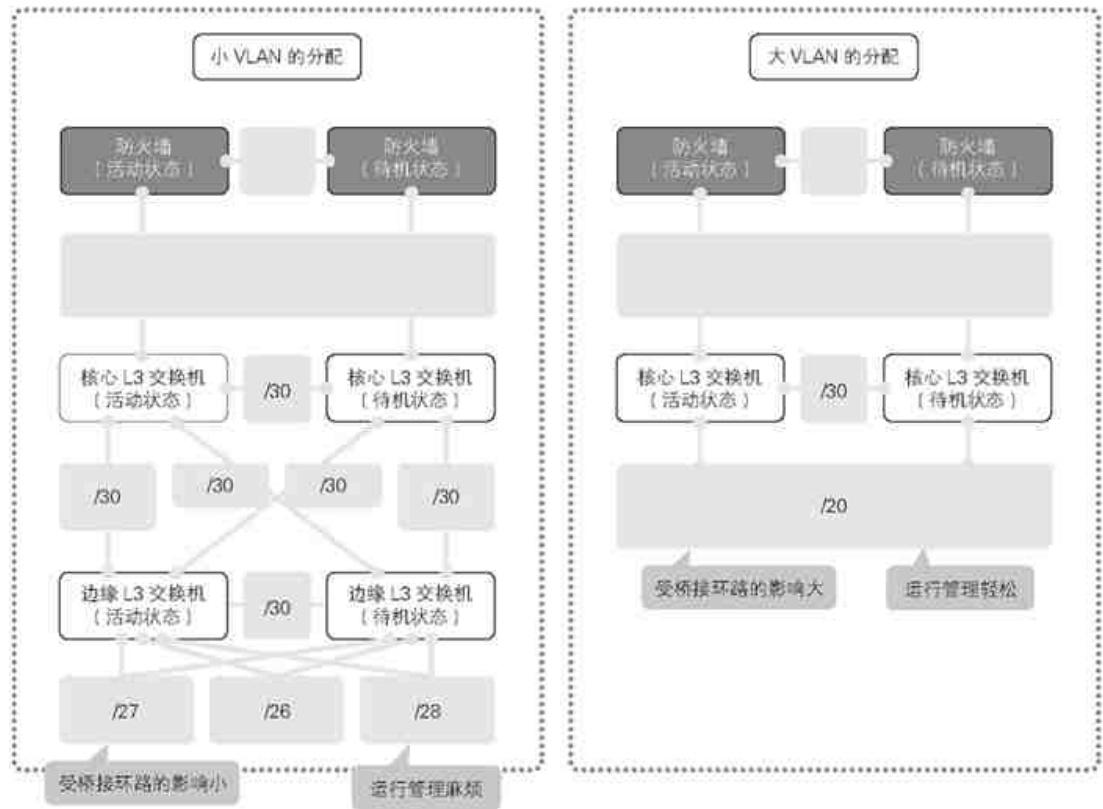 小 VLAN 的分配
防火墙
（活动状态）
防火墙
（待机状态）
核心 L3 交换机
（活动状态）
/30
核心 L3 交换机
（待机状态）
/30
/30
/30
/30
边缘 L3 交换机
（活动状态）
/30
边缘 L3 交换机
（待机状态）
/27
/26
/28
受桥接环路的影响小
运行管理麻烦
大 VLAN 的分配
防火墙
（活动状态）
防火墙
（待机状态）
核心 L3 交换机
（活动状态）
/30
核心 L3 交换机
（待机状态）
/20
受桥接环路的影响大
运行管理轻松